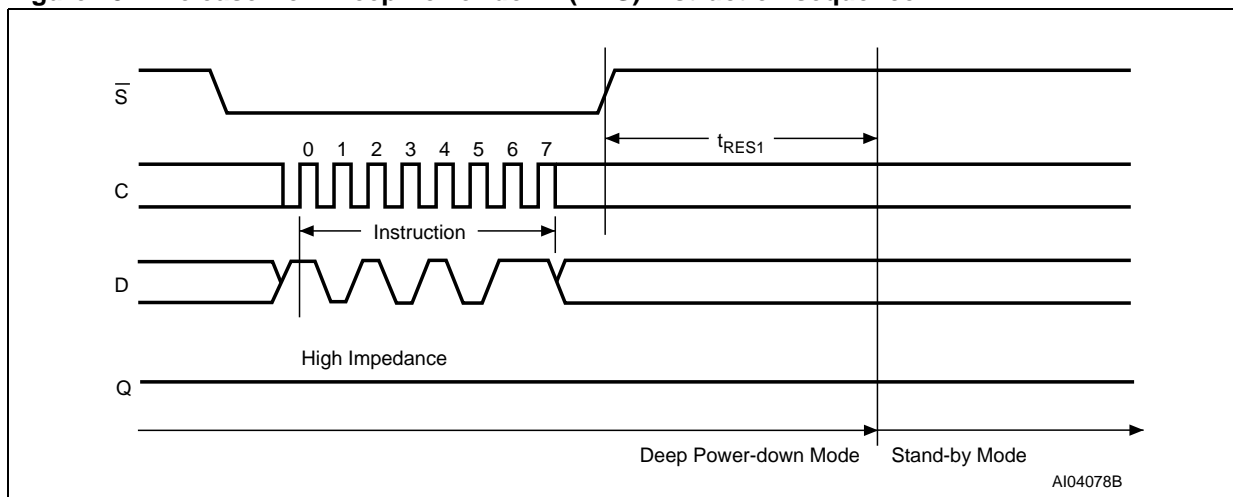 S
0 1 2 3 4 5 6 7
tRES1
C
Instruction
D
High Impedance
Q
Deep Power-down Mode Stand-by Mode
AI04078B